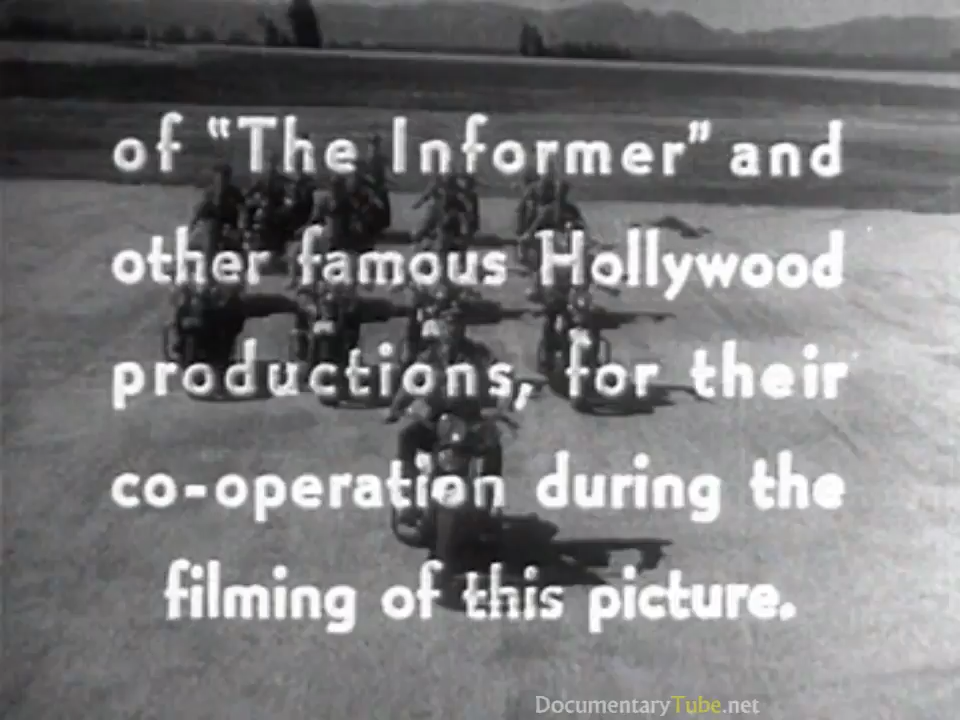 of "The Informer" and
other famous Hollywood
productions, for their
co-operation during the
filming of this picture.
DocumentaryTube.net